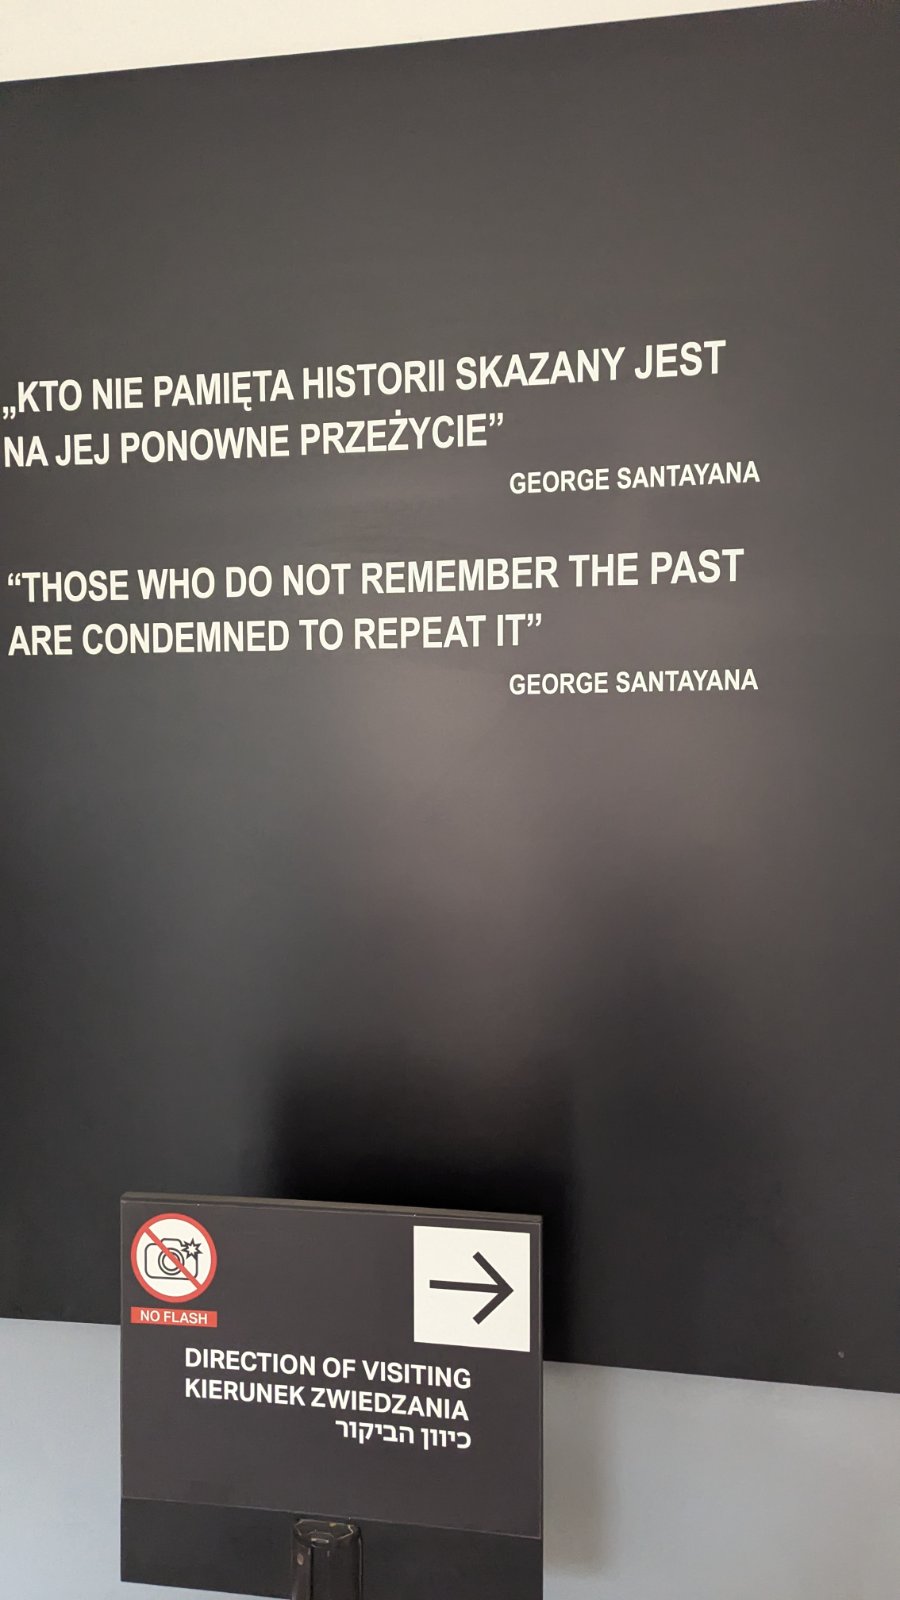 „KTO NIE PAMIĘTA HISTORII SKAZANY JEST
NA JEJ PONOWNE PRZEŻYCIE”
GEORGE SANTAYANA
“THOSE WHO DO NOT REMEMBER THE PAST
ARE CONDEMNED TO REPEAT IT”
GEORGE SANTAYANA
NO FLASH
DIRECTION OF VISITING
KIERUNEK ZWIEDZANIA
כיוון הביקור